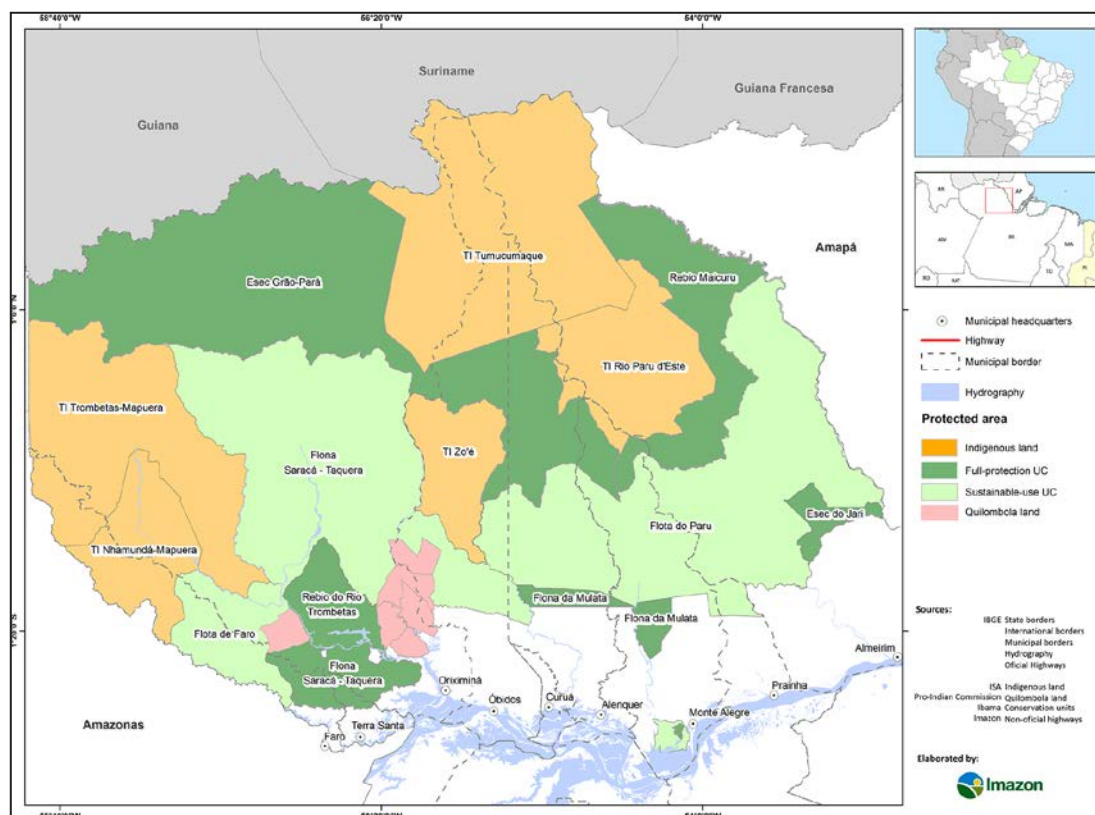 58°40'0"W
56°20'0"W
54°0'0"W
Suriname
Guiana Francesa
Guiana
Amapá
TI Tumucumaque
Esec Grão-Pará
Rebio Maicuru
TI Rio Paru d'Este
TI Trombetas-Mapuera
TI Zo'é
Flona
Saracá - Taquera
Flota do Paru
Esec do Jari
TI Nhamundá-Mapuera
Rebio do Rio
Trombetas
Flona da Mulata
Flona da Mulata
Flota de Faro
Flona
Saracá - Taquera
Almeirim
Oriximiná
Óbidos
Curuá
Alenquer
Prainha
Monte Alegre
Amazonas
Terra Santa
Faro
AP
MA
Municipal headquarters
Highway
Municipal border
Hydrography
Protected area
Indigenous land
Full-protection UC
Sustainable-use UC
Quilombola land
Sources:
IBGE State borders
International borders
Municipal borders
Hydrography
Oficial Highways
ISA Indigenous land
Pro-Indian Commission Quilombola land
Ibama Conservation units
Imazon Non-oficial highways
Elaborated by:
Imazon